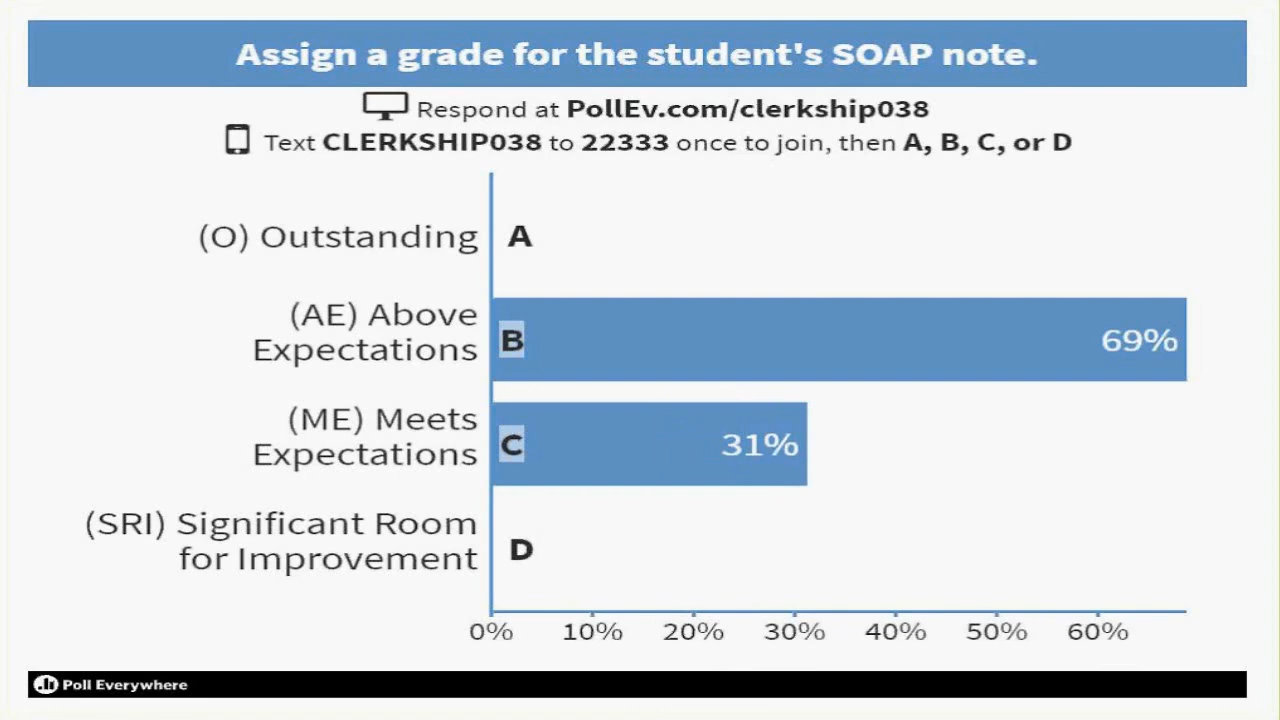 Assign a grade for the student's SOAP note.
Respond at PollEv.com/clerkship038
Text CLERKSHIP038 to 22333 once to join, then A, B, C, or D
(O) Outstanding A
(AE) Above
Expectations
B 69%
(ME) Meets
Expectations
C 31%
(SRI) Significant Room
for Improvement
D
0% 10% 20% 30% 40% 50% 60%
Poll Everywhere